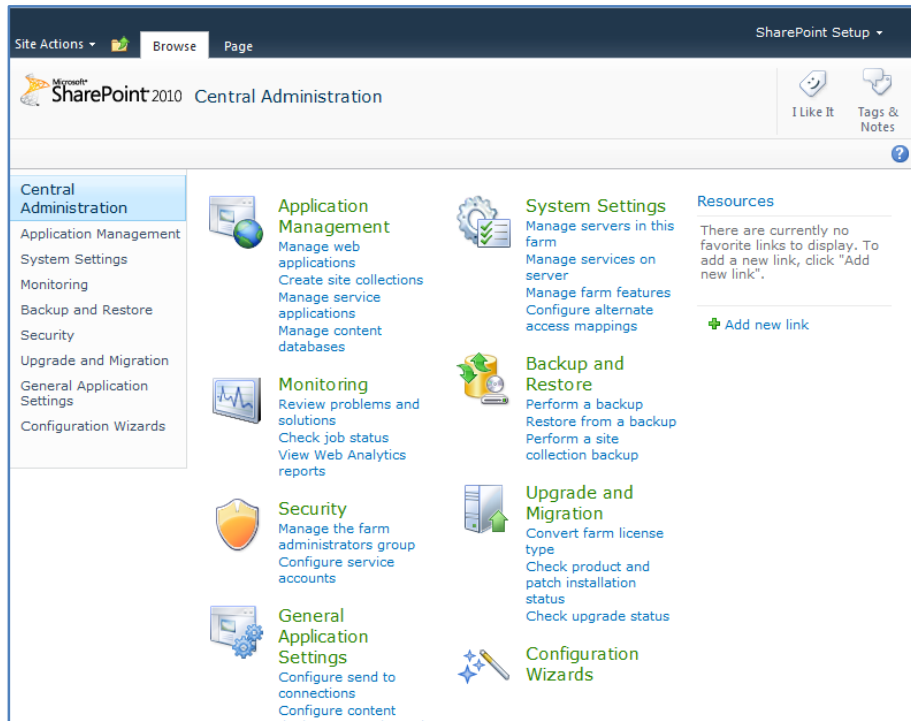 SharePoint Setup
Site Actions
Browse
Page
Microsoft
SharePoint 2010
Central Administration
I Like It
Tags &
Notes
?
Central
Administration
Application Management
System Settings
Monitoring
Backup and Restore
Security
Upgrade and Migration
General Application
Settings
Configuration Wizards
Application
Management
Manage web
applications
Create site collections
Manage service
applications
Manage content
databases
Monitoring
Review problems and
solutions
Check job status
View Web Analytics
reports
Security
Manage the farm
administrators group
Configure service
accounts
General
Application
Settings
Configure send to
connections
Configure content
System Settings
Manage servers in this
farm
Manage services on
server
Manage farm features
Configure alternate
access mappings
Backup and
Restore
Perform a backup
Restore from a backup
Perform a site
collection backup
Upgrade and
Migration
Convert farm license
type
Check product and
patch installation
status
Check upgrade status
Configuration
Wizards
Resources
There are currently no
favorite links to display. To
add a new link, click "Add
new link".
Add new link